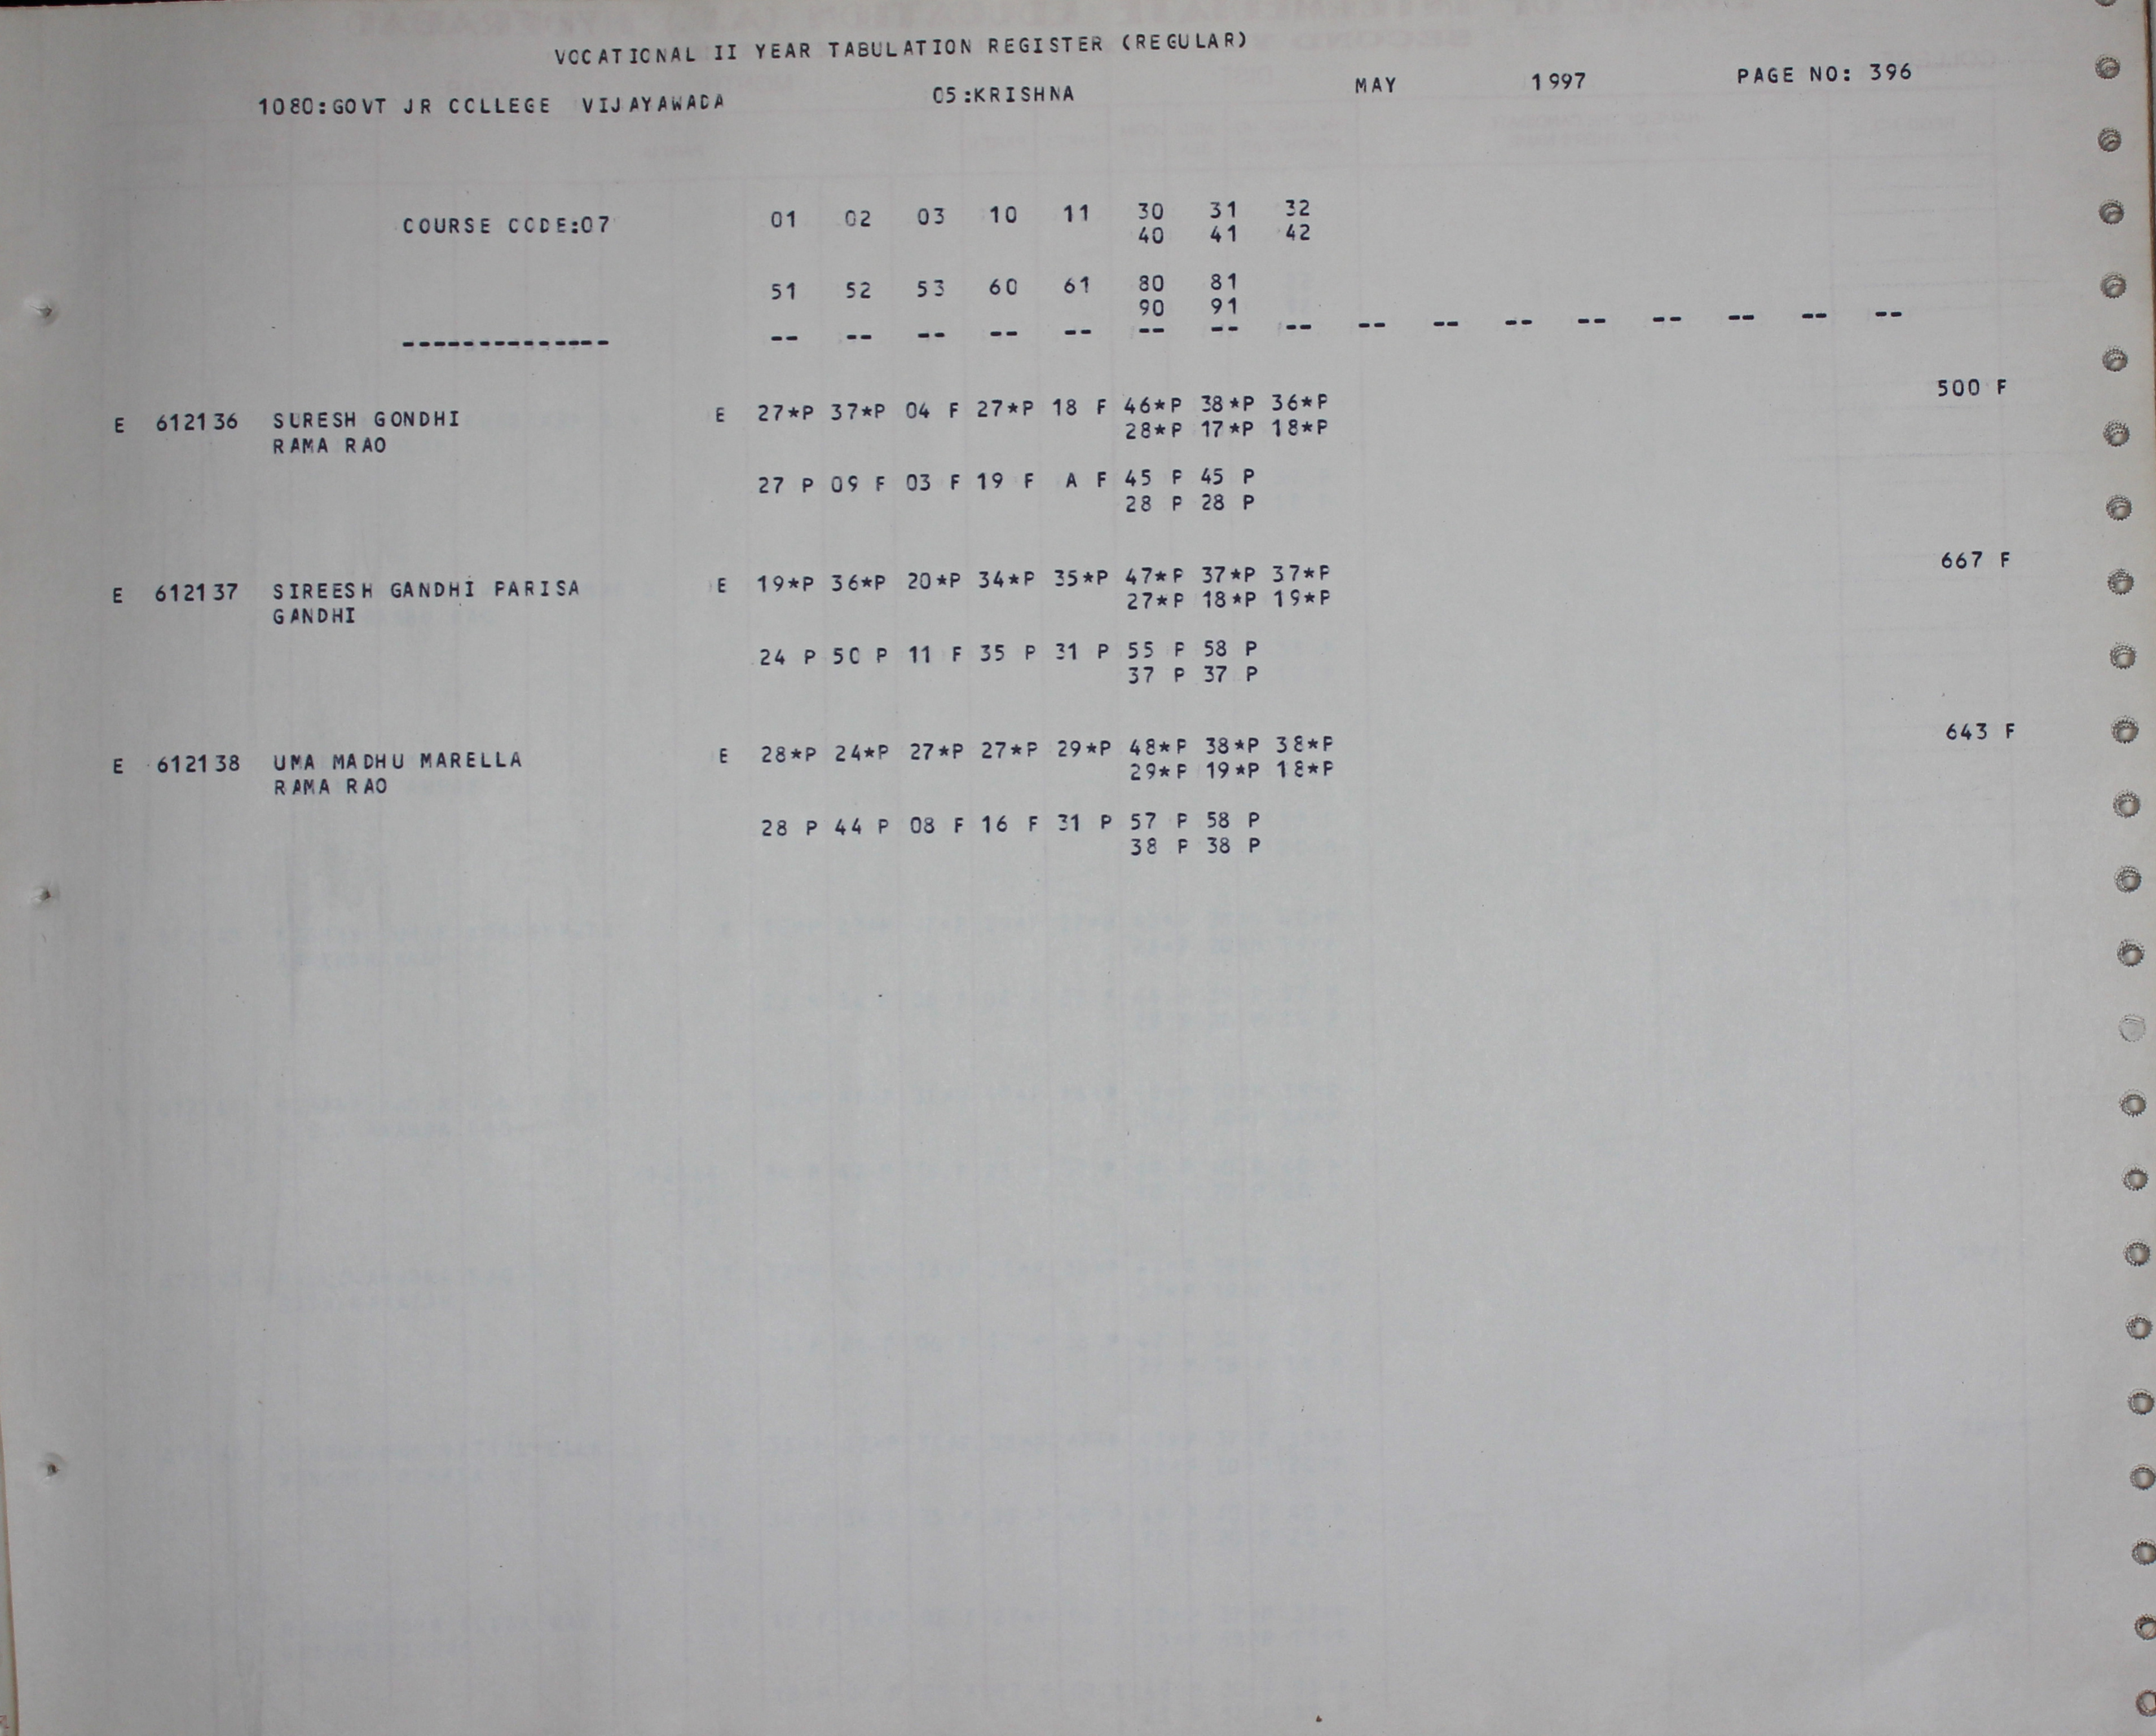 VOCATIONAL II YEAR TABULATION REGISTER (REGULAR)
1080:GOVT JR COLLEGE VIJAYAWADA 05:KRISHNA MAY 1997 PAGE NO: 396
COURSE CODE:07 01 02 03 10 11 30 31 32
40 41 42
51 52 53 60 61 80 81
90 91
-------------- -- -- -- -- -- -- -- -- -- -- -- -- -- -- -- --
E 612136 SURESH GONDHI E 27*P 37*P 04 F 27*P 18 F 46*P 38*P 36*P 500 F
RAMA RAO 28*P 17*P 18*P
27 P 09 F 03 F 19 F A F 45 P 45 P
28 P 28 P
E 612137 SIREESH GANDHI PARISA E 19*P 36*P 20*P 34*P 35*P 47*P 37*P 37*P 667 F
GANDHI 27*P 18*P 19*P
24 P 50 P 11 F 35 P 31 P 55 P 58 P
37 P 37 P
E 612138 UMA MADHU MARELLA E 28*P 24*P 27*P 27*P 29*P 48*P 38*P 38*P 643 F
RAMA RAO 29*P 19*P 18*P
28 P 44 P 08 F 16 F 31 P 57 P 58 P
38 P 38 P